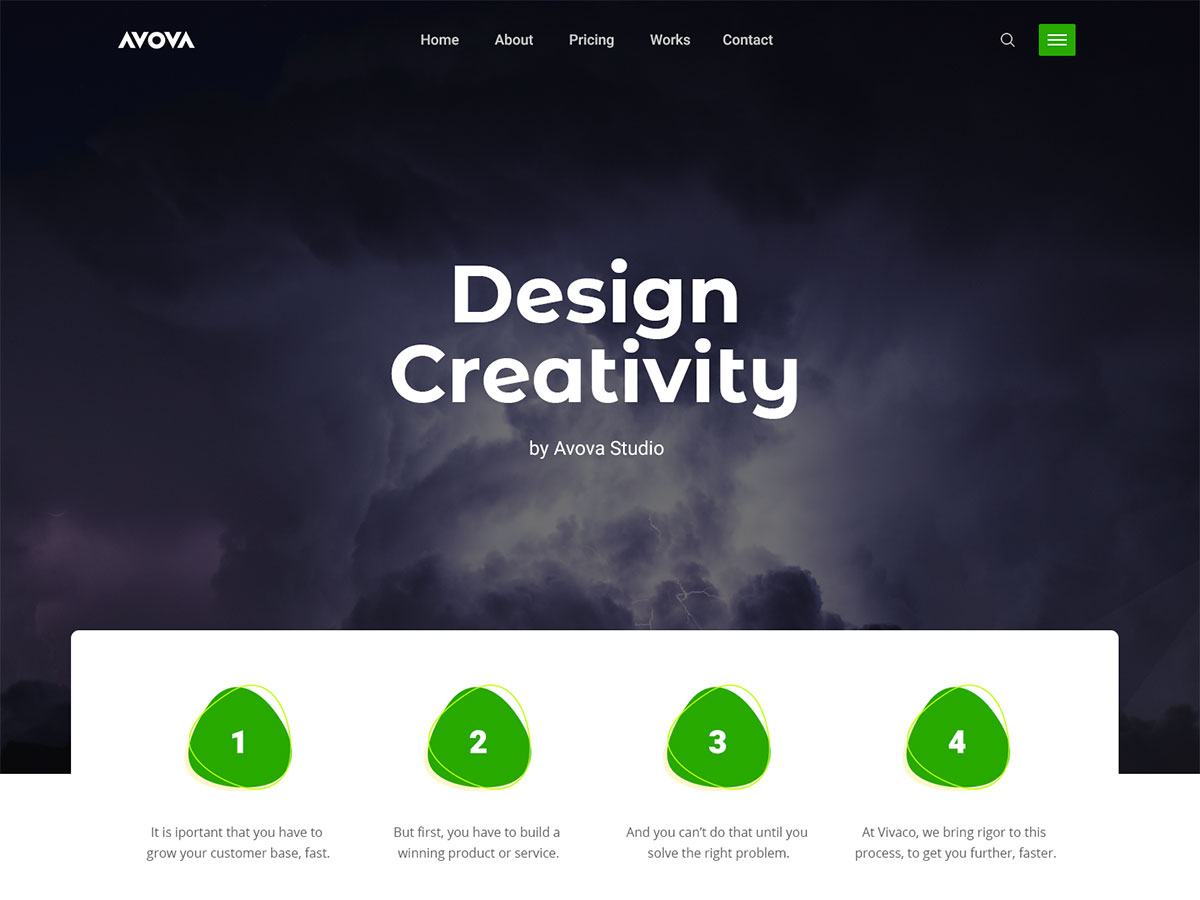 AVOVA
Home About Pricing Works Contact
Design
Creativity
by Avova Studio
1
It is iportant that you have to
grow your customer base, fast.
2
But first, you have to build a
winning product or service.
3
And you can't do that until you
solve the right problem.
4
At Vivaco, we bring rigor to this
process, to get you further, faster.